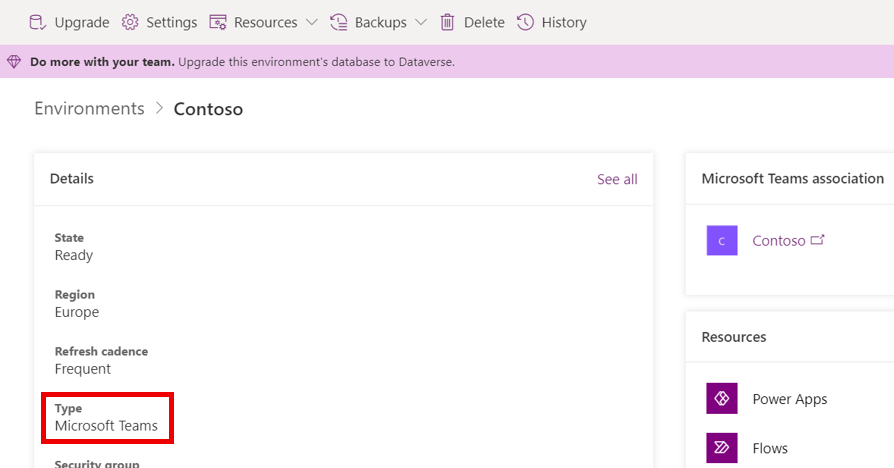 Upgrade Settings Resources Backups Delete History
Do more with your team. Upgrade this environment's database to Dataverse.
Environments > Contoso
Details See all
State
Ready
Region
Europe
Refresh cadence
Frequent
Type
Microsoft Teams
Security group
Microsoft Teams association
C Contoso
Resources
Power Apps
Flows